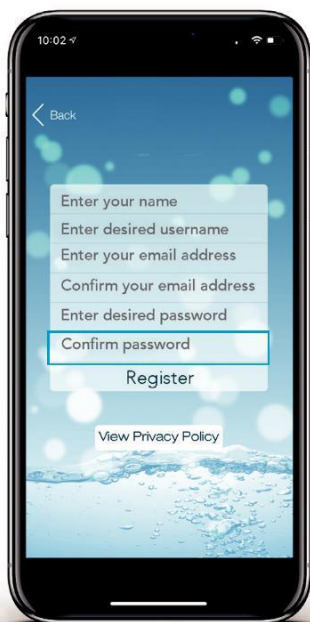 10:02
Back
Enter your name
Enter desired username
Enter your email address
Confirm your email address
Enter desired password
Confirm password
Register
View Privacy Policy